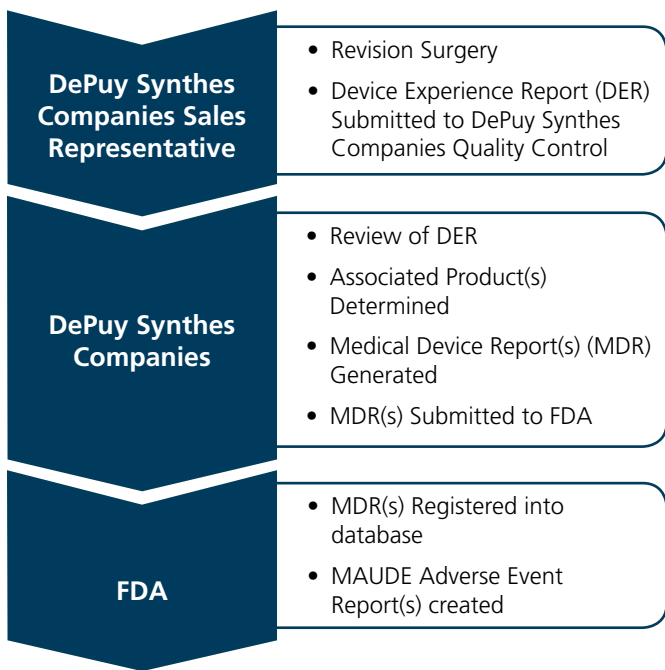 DePuy Synthes
Companies Sales
Representative
• Revision Surgery
• Device Experience Report (DER)
Submitted to DePuy Synthes
Companies Quality Control
DePuy Synthes
Companies
• Review of DER
• Associated Product(s)
Determined
• Medical Device Report(s) (MDR)
Generated
• MDR(s) Submitted to FDA
FDA
• MDR(s) Registered into
database
• MAUDE Adverse Event
Report(s) created